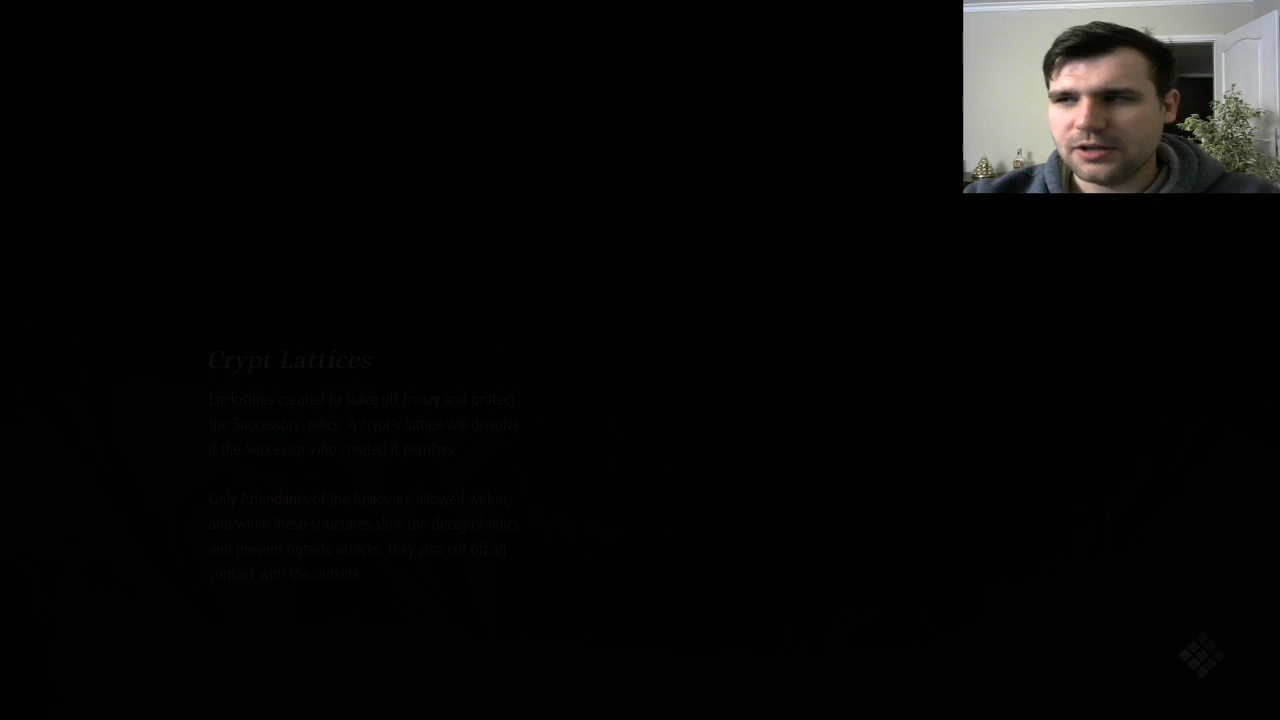 Crypt Lattices
Enclosures created to stave off frenzy and protect
the Successors' relics. A crypt's lattice will dissolve
if the Successor who created it perishes.
Only Attendants of the Relics are allowed within,
and while these structures slow the decay of relics
and prevent outside attacks, they also cut off all
contact with the outside.